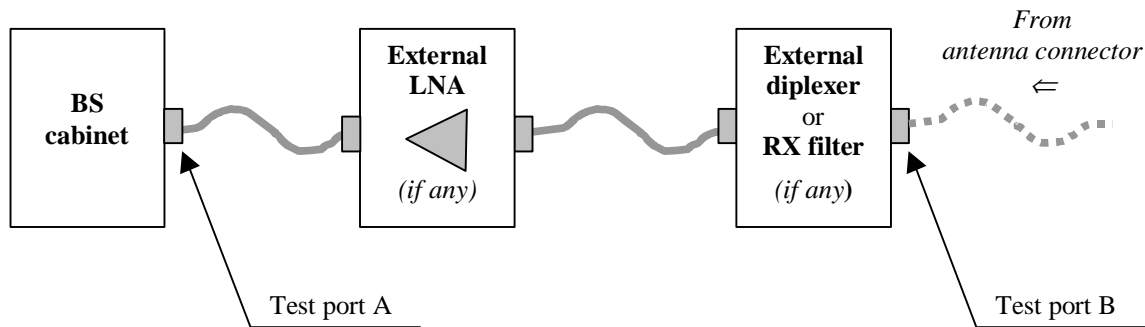 BS
cabinet
External
LNA
(if any)
External
diplexer
or
RX filter
(if any)
From
antenna connector
⇐
Test port A
Test port B